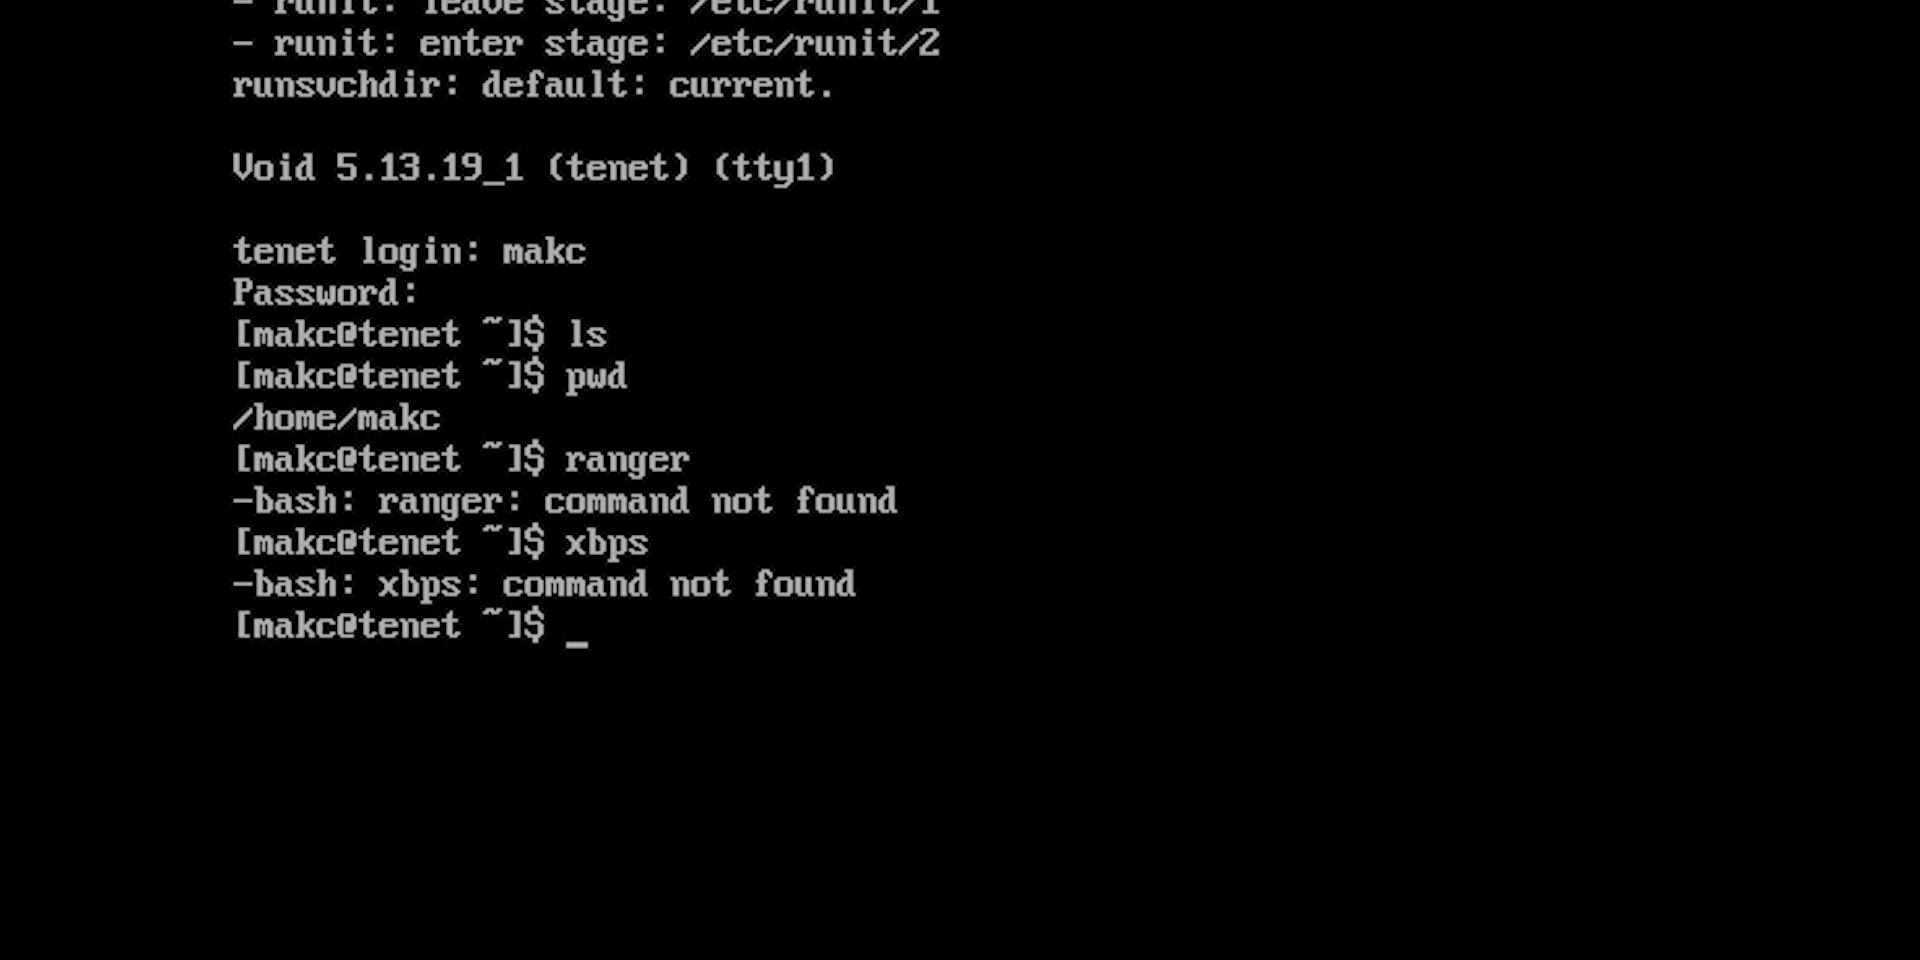 - runit: leave stage: /etc/runit/1
- runit: enter stage: /etc/runit/2
runsvchdir: default: current.
Void 5.13.19_1 (tenet) (tty1)
tenet login: makc
Password:
[makc@tenet ~]$ ls
[makc@tenet ~]$ pwd
/home/makc
[makc@tenet ~]$ ranger
-bash: ranger: command not found
[makc@tenet ~]$ xbps
-bash: xbps: command not found
[makc@tenet ~]$ _